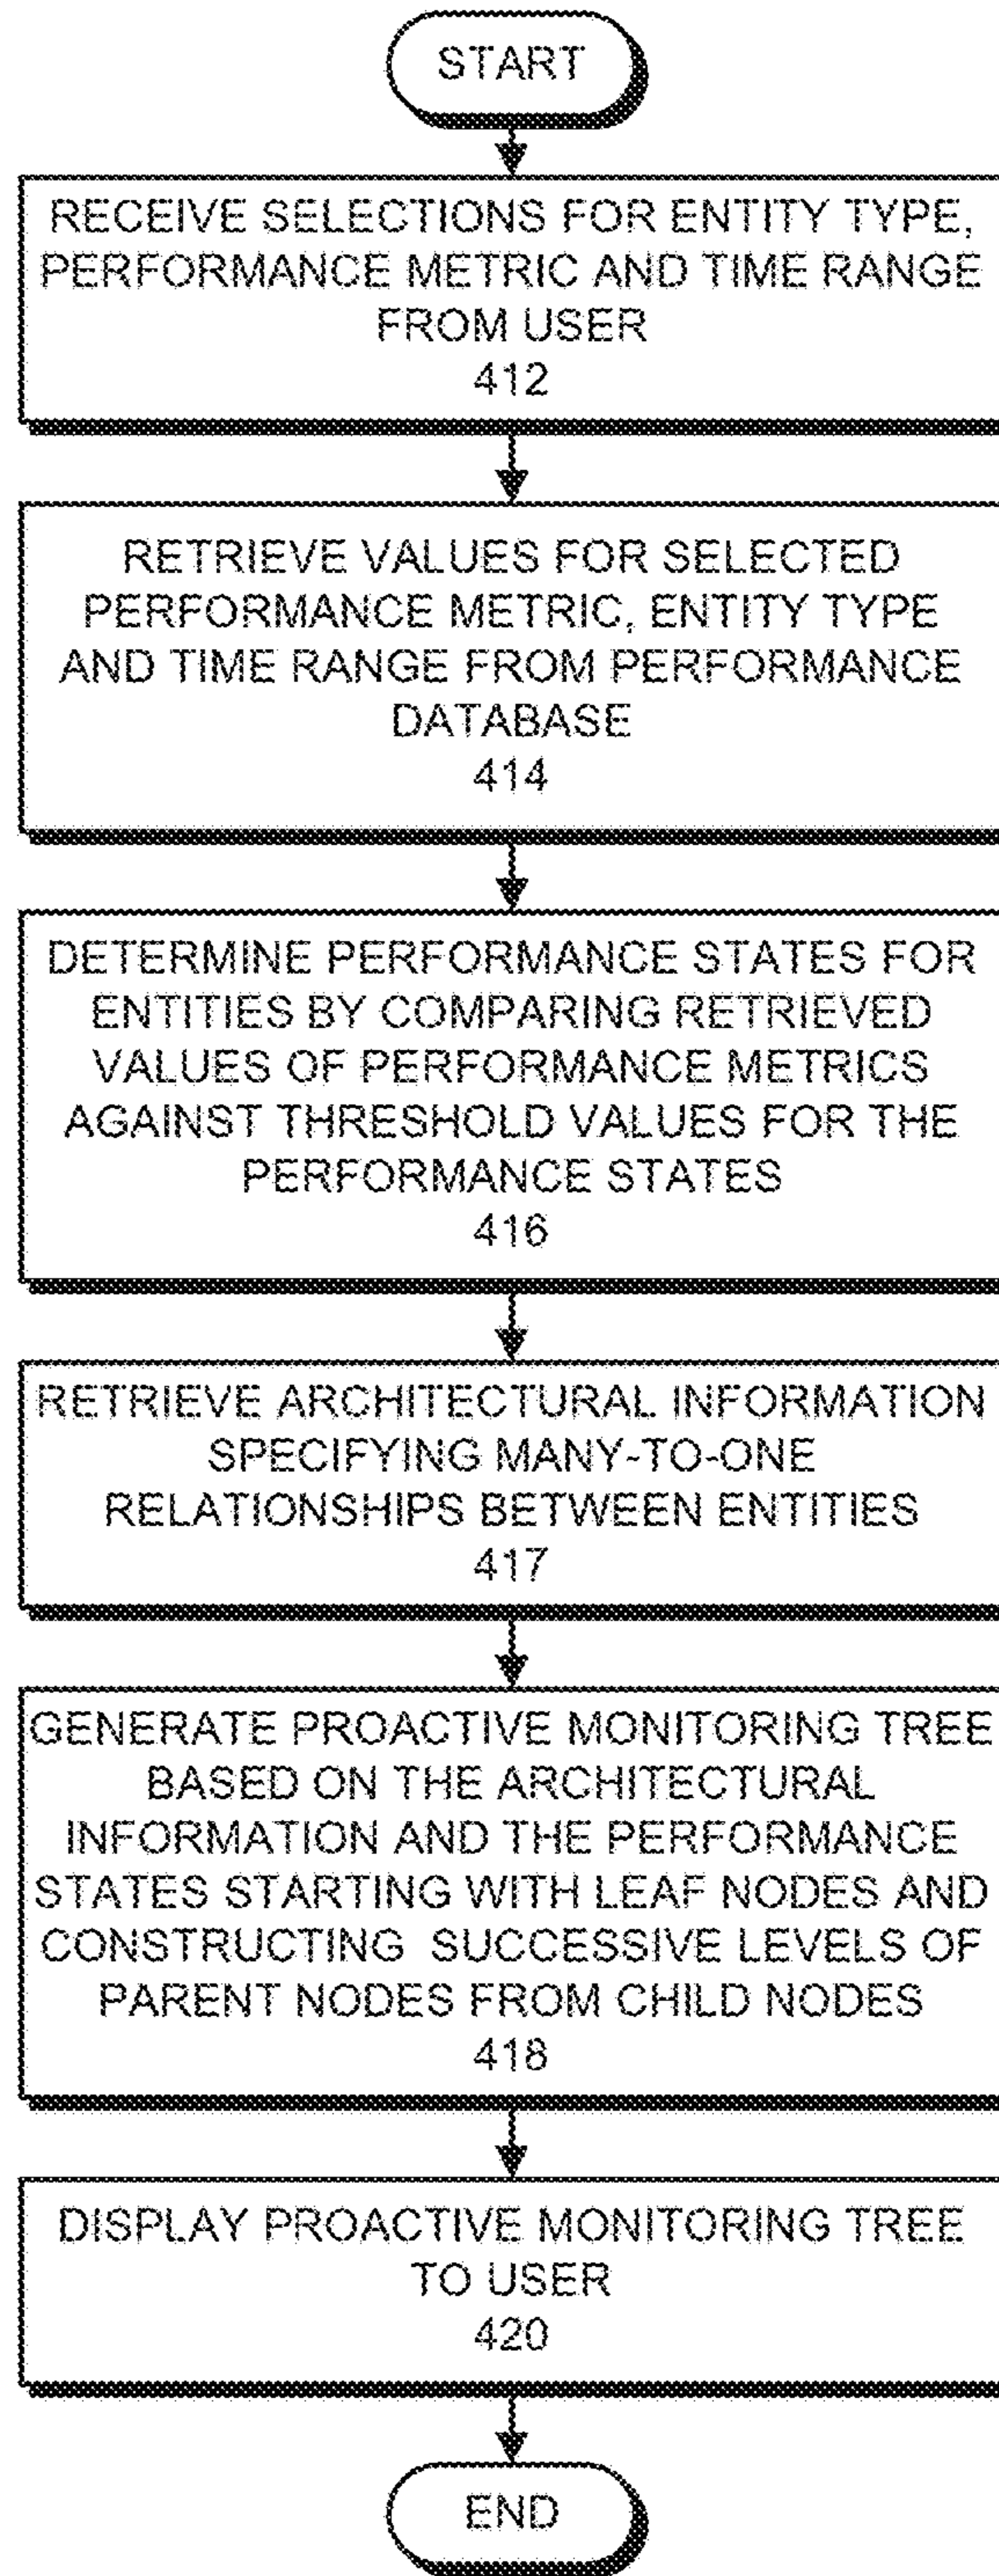 START
RECEIVE SELECTIONS FOR ENTITY TYPE,
PERFORMANCE METRIC AND TIME RANGE
FROM USER
412
RETRIEVE VALUES FOR SELECTED
PERFORMANCE METRIC, ENTITY TYPE
AND TIME RANGE FROM PERFORMANCE
DATABASE
414
DETERMINE PERFORMANCE STATES FOR
ENTITIES BY COMPARING RETRIEVED
VALUES OF PERFORMANCE METRICS
AGAINST THRESHOLD VALUES FOR THE
PERFORMANCE STATES
416
RETRIEVE ARCHITECTURAL INFORMATION
SPECIFYING MANY-TO-ONE
RELATIONSHIPS BETWEEN ENTITIES
417
GENERATE PROACTIVE MONITORING TREE
BASED ON THE ARCHITECTURAL
INFORMATION AND THE PERFORMANCE
STATES STARTING WITH LEAF NODES AND
CONSTRUCTING SUCCESSIVE LEVELS OF
PARENT NODES FROM CHILD NODES
418
DISPLAY PROACTIVE MONITORING TREE
TO USER
420
END